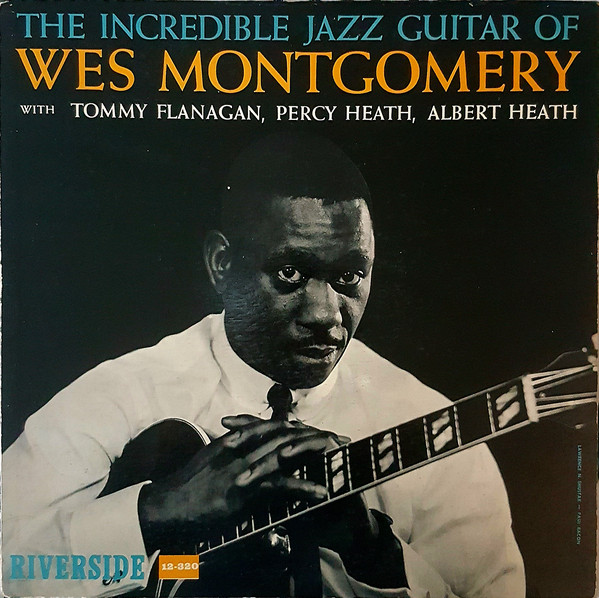 THE INCREDIBLE JAZZ GUITAR OF
WES MONTGOMERY
WITH TOMMY FLANAGAN, PERCY HEATH, ALBERT HEATH
RIVERSIDE
12-320